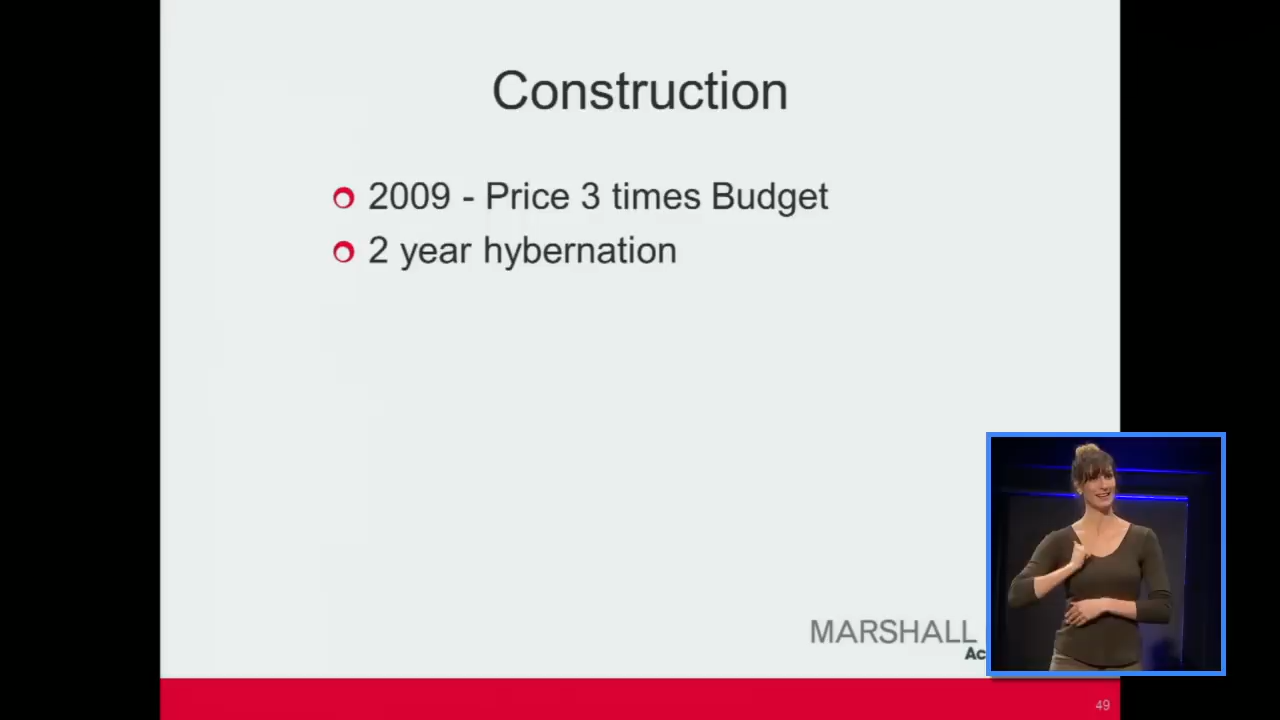 Construction
2009 - Price 3 times Budget
2 year hybernation
MARSHALL
49